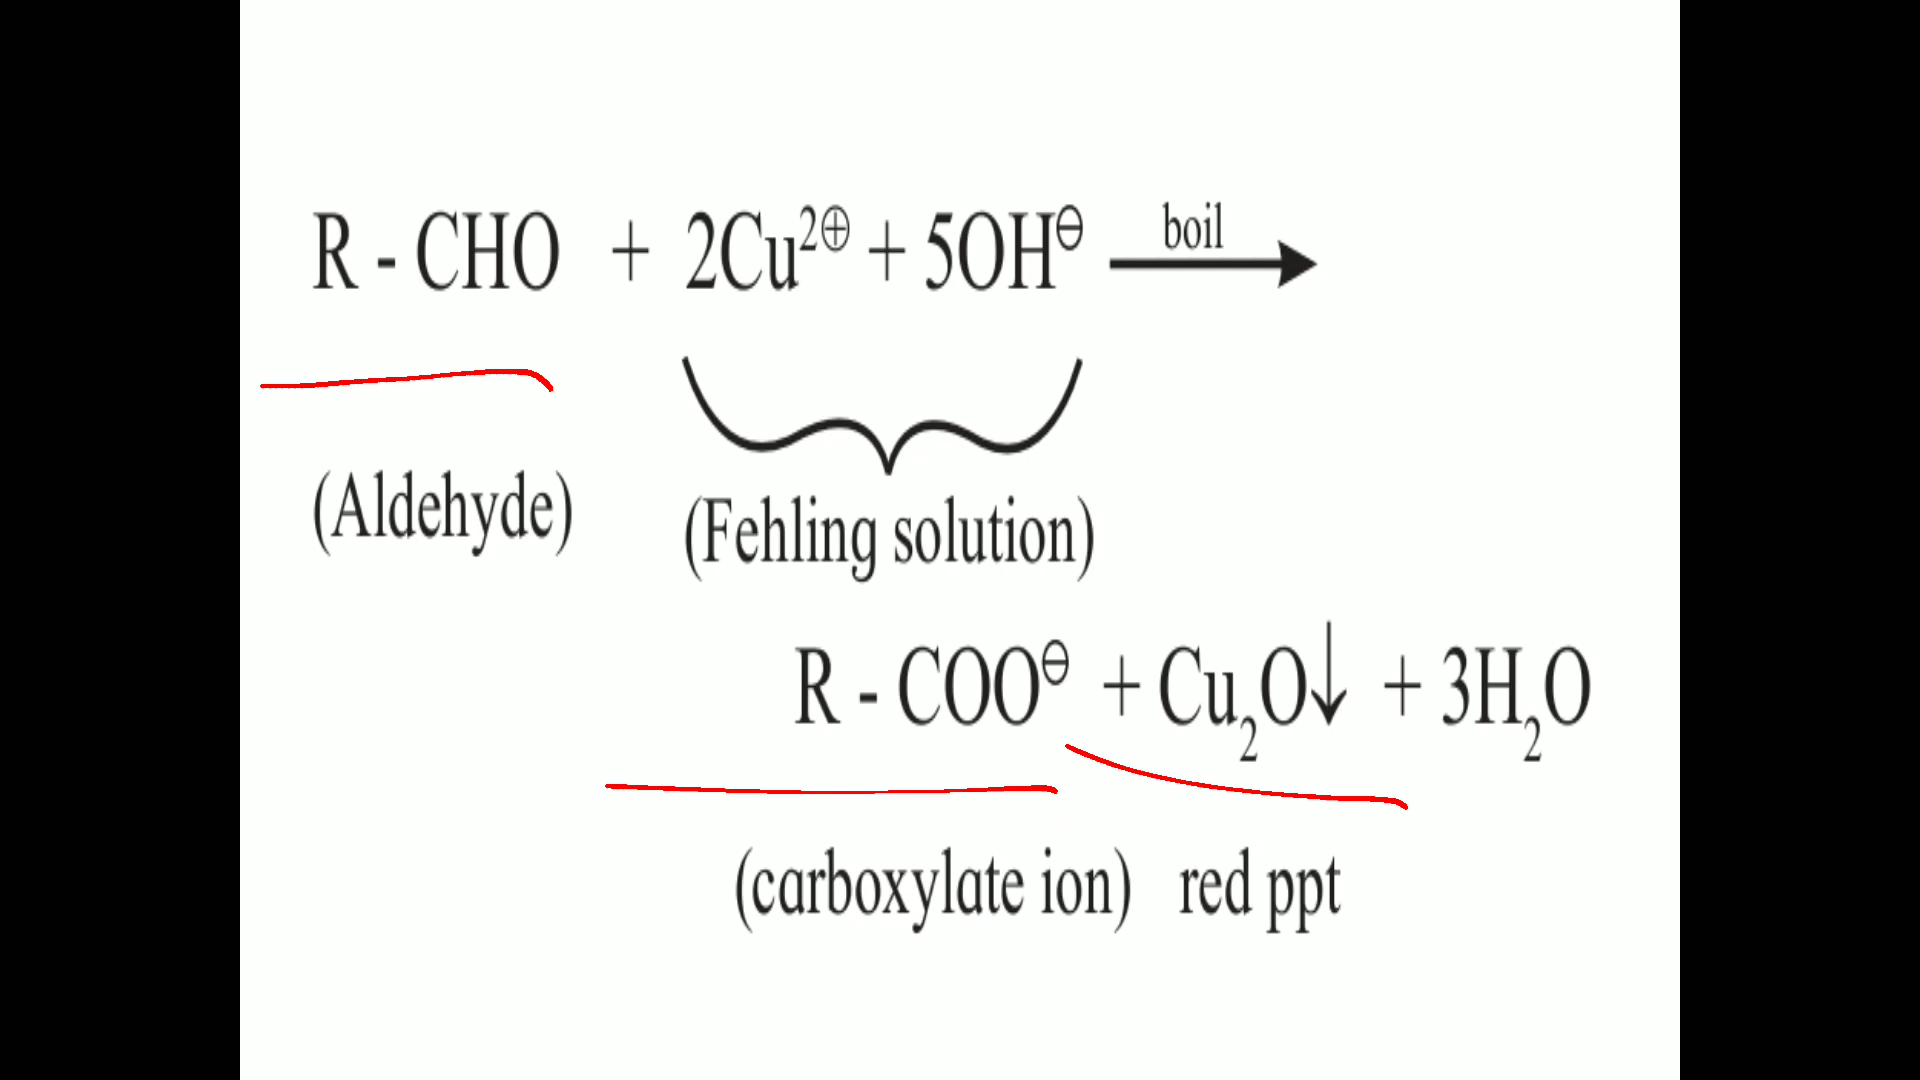 R - CHO + 2Cu²⊕ + 5OH⊖ boil
(Aldehyde) (Fehling solution)
R - COO⊖ + Cu₂O↓ + 3H₂O
(carboxylate ion) red ppt